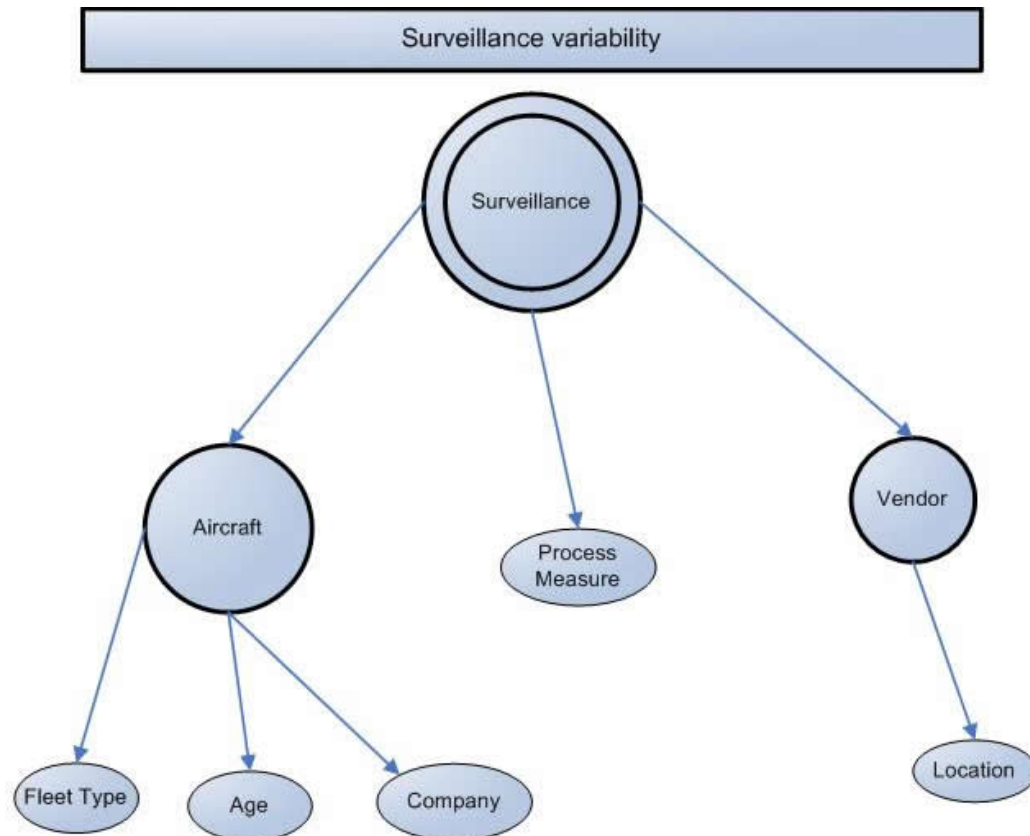 Surveillance variability
Surveillance
Aircraft
Process
Measure
Vendor
Fleet Type
Age
Company
Location